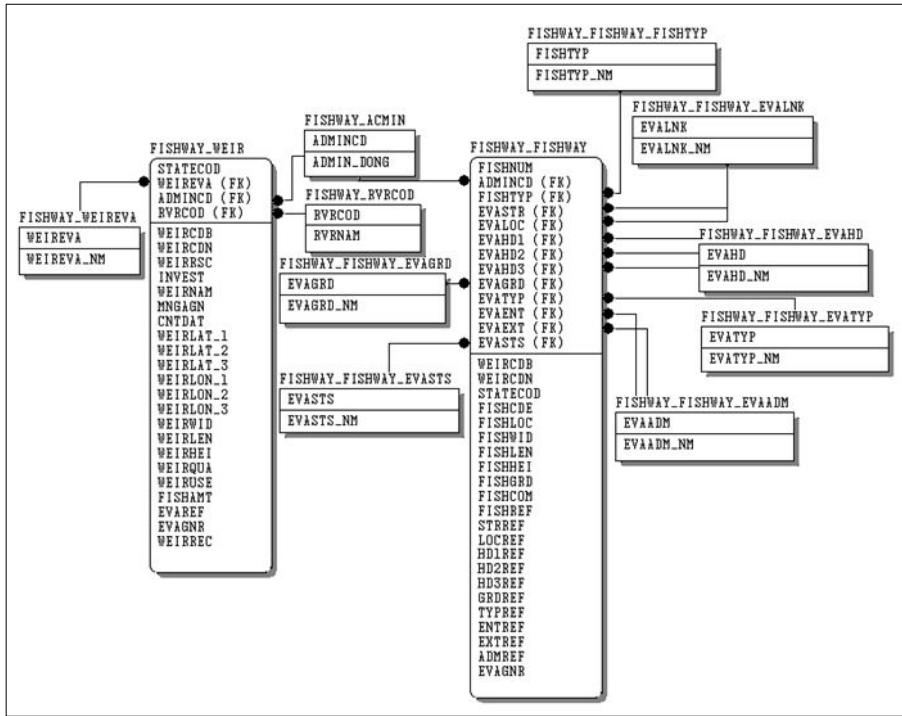 FISHWAY_FISHWAY_FISHTYP
FISHTYP
FISHTYP_NM
FISHWAY_FISHWAY_EVALNK
EVALNK
EVALNK_NM
FISHWAY_ACMIN
ADMINCD
ADMIN_DONG
FISHWAY_WEIR
STATECOD
WEIREVA (FK)
ADMINCD (FK)
RVRCOD (FK)
WEIRCDB
WEIRCDN
WEIRRSC
INVEST
WEIRNAM
MNGAGN
CNTDAT
WEIRLAT_1
WEIRLAT_2
WEIRLAT_3
WEIRLON_1
WEIRLON_2
WEIRLON_3
WEIRWID
WEIRLEN
WEIRHEI
WEIRQUA
WEIRUSE
FISHAMT
EVAREF
EVAGNR
WEIRREC
FISHWAY_WEIREVA
WEIREVA
WEIREVA_NM
FISHWAY_RVRCOD
RVRCOD
RVRNAM
FISHWAY_FISHWAY_EVAGRD
EVAGRD
EVAGRD_NM
FISHWAY_FISHWAY_EVASTS
EVASTS
EVASTS_NM
FISHWAY_FISHWAY
FISHNUM
ADMINCD (FK)
FISHTYP (FK)
EVASTR (FK)
EVALOC (FK)
EVAHD1 (FK)
EVAHD2 (FK)
EVAHD3 (FK)
EVAGRD (FK)
EVATYP (FK)
EVAENT (FK)
EVAEXT (FK)
EVASTS (FK)
WEIRCDB
WEIRCDN
STATECOD
FISHCDE
FISHLOC
FISHWID
FISHLEN
FISHHEI
FISHGRD
FISHCOM
FISHREF
STRREF
LOCREF
HD1REF
HD2REF
HD3REF
GRDREF
TYPREF
ENTREF
EXTREF
ADMREF
EVAGNR
FISHWAY_FISHWAY_EVAHD
EVAHD
EVAHD_NM
FISHWAY_FISHWAY_EVATYP
EVATYP
EVATYP_NM
FISHWAY_FISHWAY_EVAADM
EVAADM
EVAADM_NM